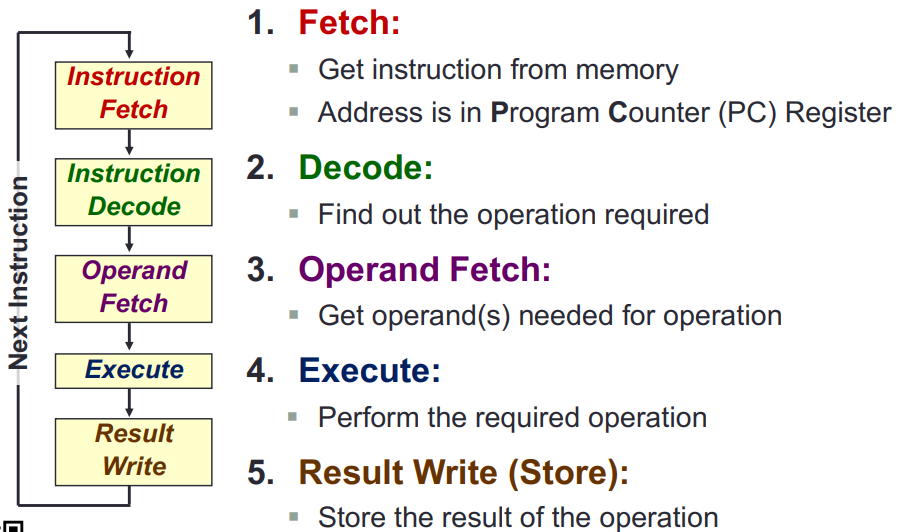 Next Instruction
Instruction
Fetch
Instruction
Decode
Operand
Fetch
Execute
Result
Write
1. Fetch:
Get instruction from memory
Address is in Program Counter (PC) Register
2. Decode:
Find out the operation required
3. Operand Fetch:
Get operand(s) needed for operation
4. Execute:
Perform the required operation
5. Result Write (Store):
Store the result of the operation